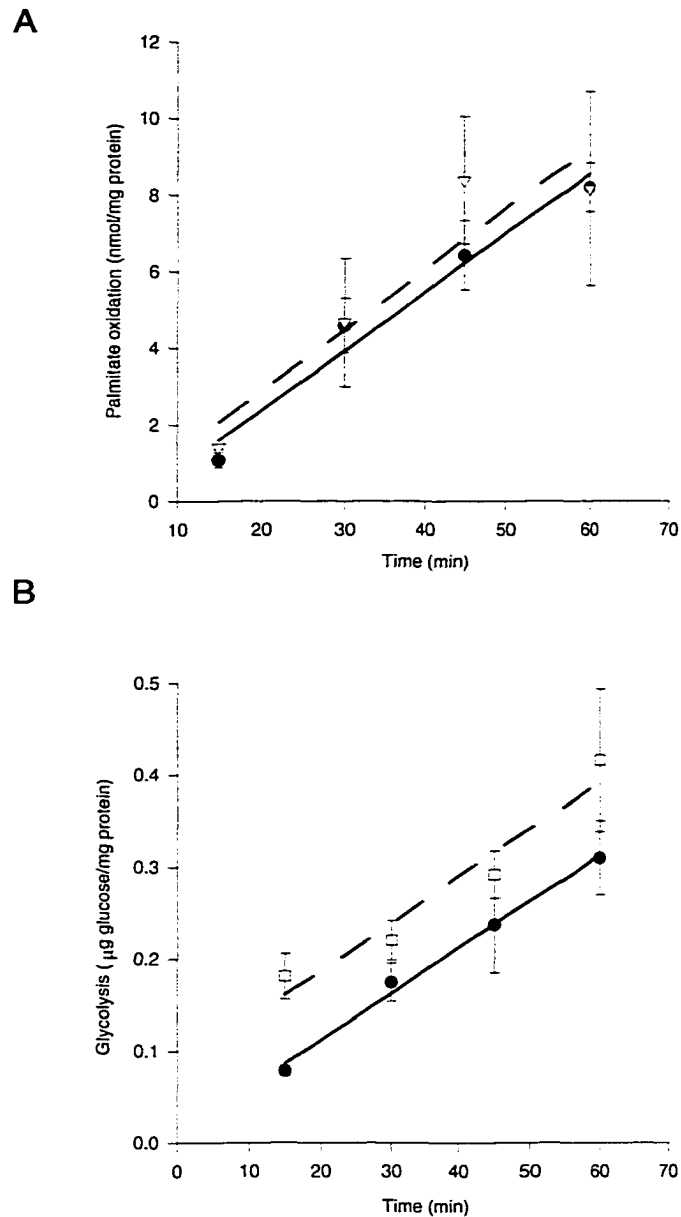 A
12
10
8
6
4
2
0
Palmitate oxidation (nmol/mg protein)
10 20 30 40 50 60 70
Time (min)
B
0.5
0.4
0.3
0.2
0.1
0.0
Glycolysis ( µg glucose/mg protein)
0 10 20 30 40 50 60 70
Time (min)